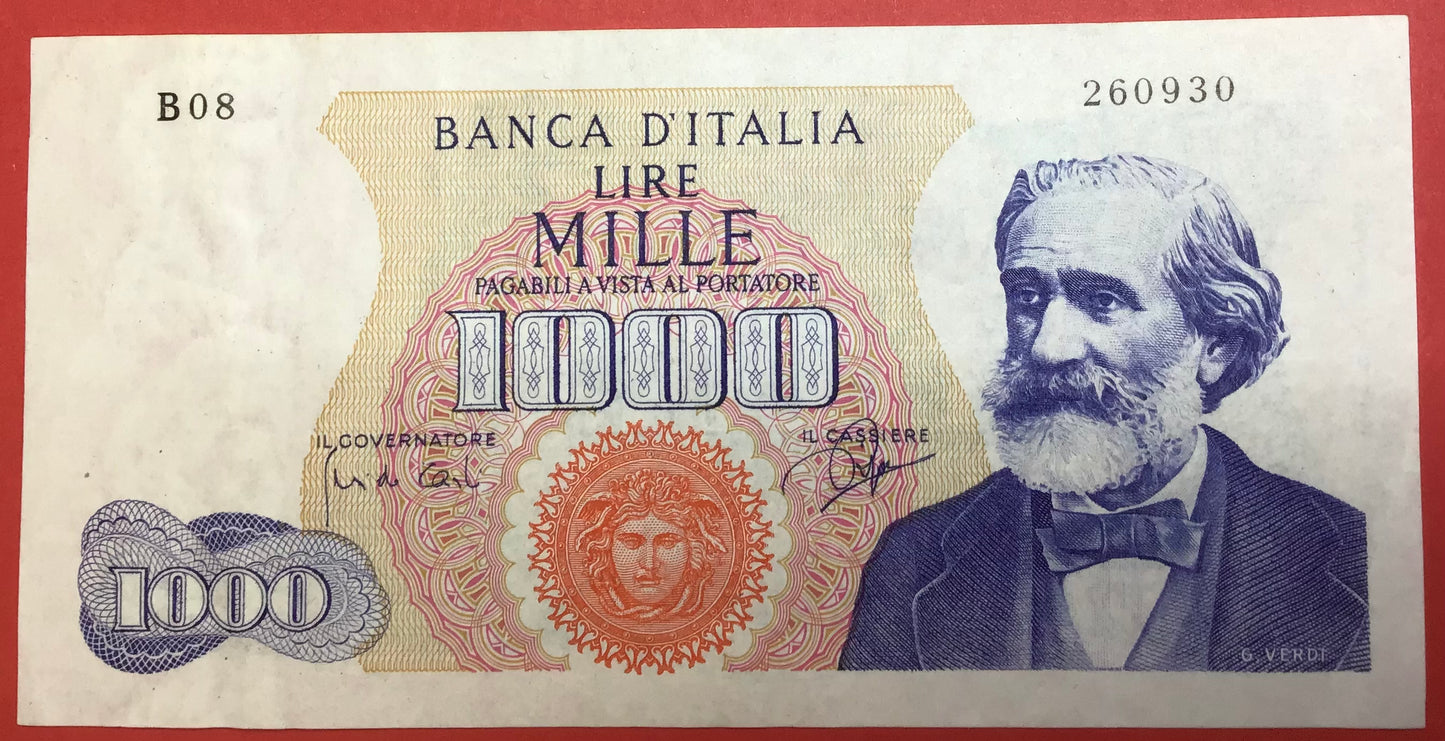 B08
260930
BANCA D'ITALIA
LIRE
MILLE
PAGABILI A VISTA AL PORTATORE
1000
IL GOVERNATORE
IL CASSIERE
1000
G VERDI